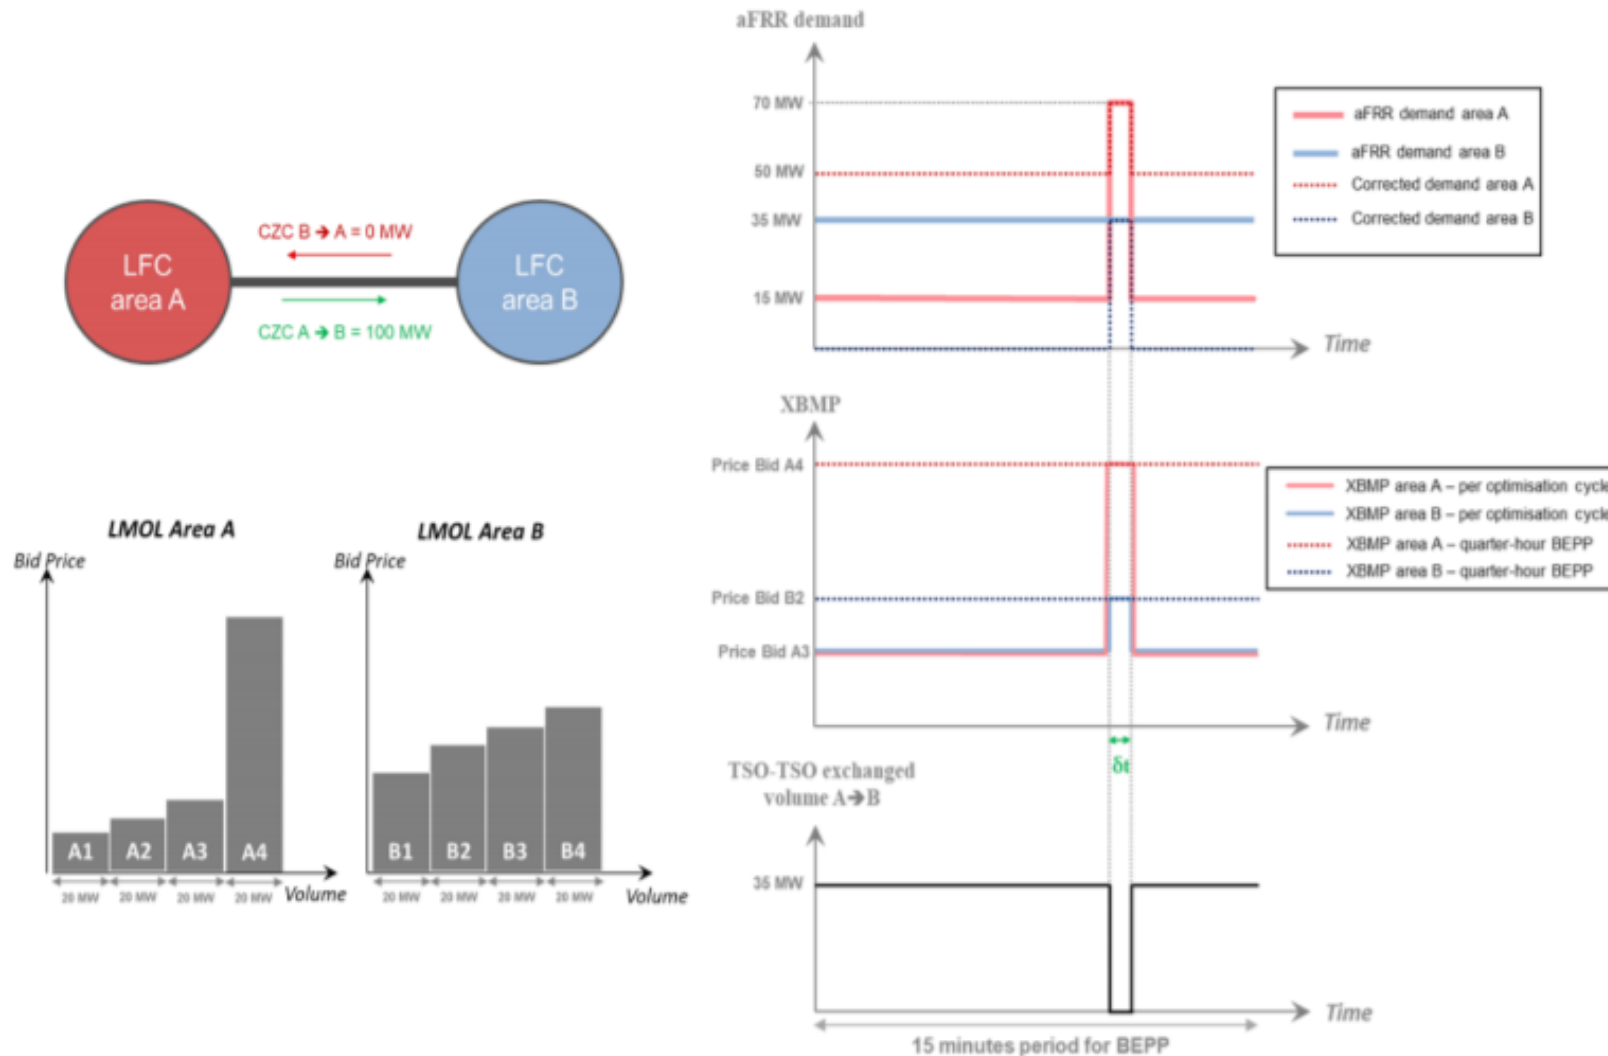 LFC
area A
CZC B → A = 0 MW
CZC A → B = 100 MW
LFC
area B
LMOL Area A
Bid Price
A1
A2
A3
A4
20 MW
20 MW
20 MW
20 MW
Volume
LMOL Area B
Bid Price
B1
B2
B3
B4
20 MW
20 MW
20 MW
20 MW
Volume
aFRR demand
70 MW
50 MW
35 MW
15 MW
Time
aFRR demand area A
aFRR demand area B
Corrected demand area A
Corrected demand area B
XBMP
Price Bid A4
Price Bid B2
Price Bid A3
Time
XBMP area A – per optimisation cycle
XBMP area B – per optimisation cycle
XBMP area A – quarter-hour BEPP
XBMP area B – quarter-hour BEPP
δt
TSO-TSO exchanged
volume A→B
35 MW
Time
15 minutes period for BEPP